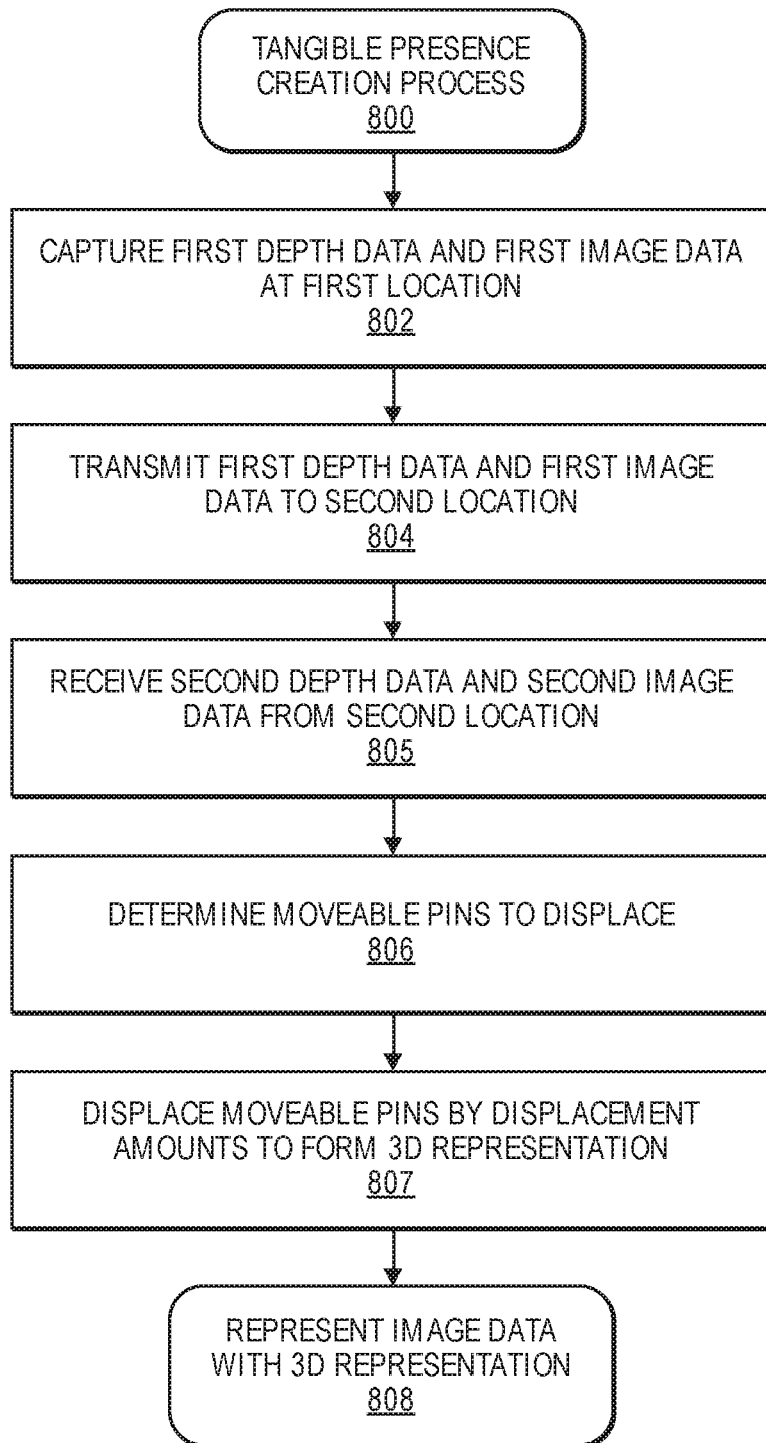 TANGIBLE PRESENCE
CREATION PROCESS
800
CAPTURE FIRST DEPTH DATA AND FIRST IMAGE DATA
AT FIRST LOCATION
802
TRANSMIT FIRST DEPTH DATA AND FIRST IMAGE
DATA TO SECOND LOCATION
804
RECEIVE SECOND DEPTH DATA AND SECOND IMAGE
DATA FROM SECOND LOCATION
805
DETERMINE MOVEABLE PINS TO DISPLACE
806
DISPLACE MOVEABLE PINS BY DISPLACEMENT
AMOUNTS TO FORM 3D REPRESENTATION
807
REPRESENT IMAGE DATA
WITH 3D REPRESENTATION
808